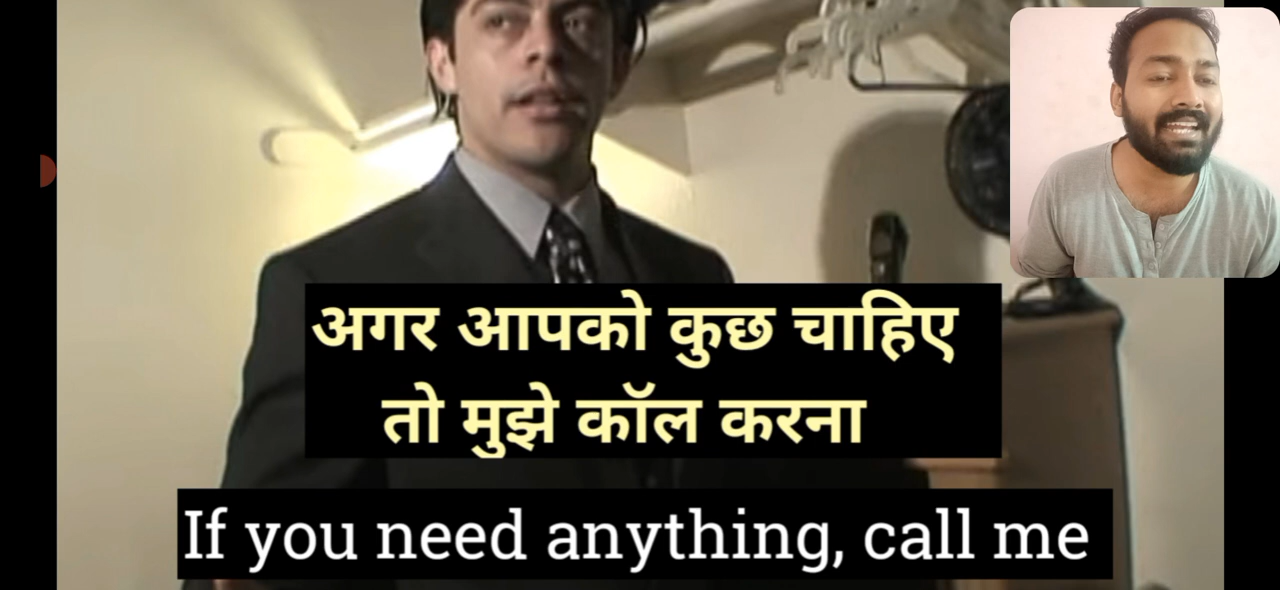 अगर आपको कुछ चाहिए
तो मुझे कॉल करना
If you need anything, call me